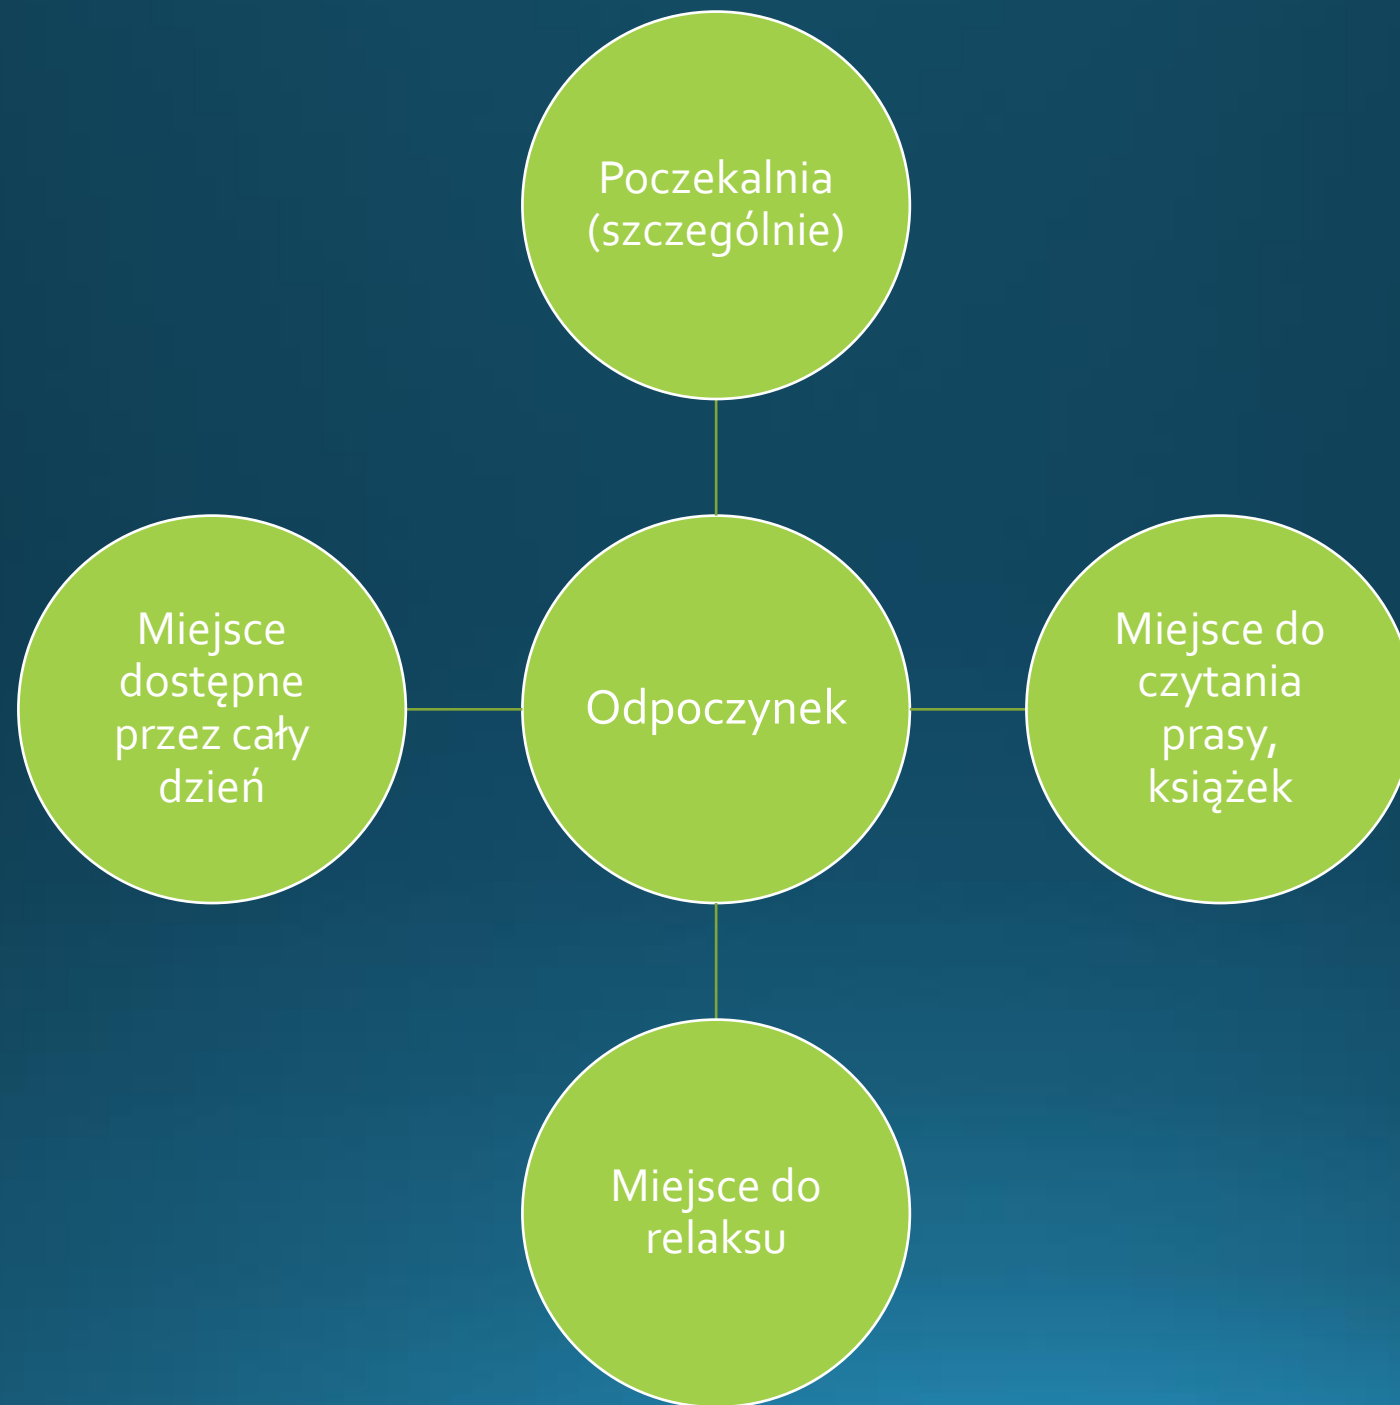 Poczekalnia
(szczególnie)
Miejsce
dostępne
przez cały
dzień
Odpoczynek
Miejsce do
czytania
prasy,
książek
Miejsce do
relaksu